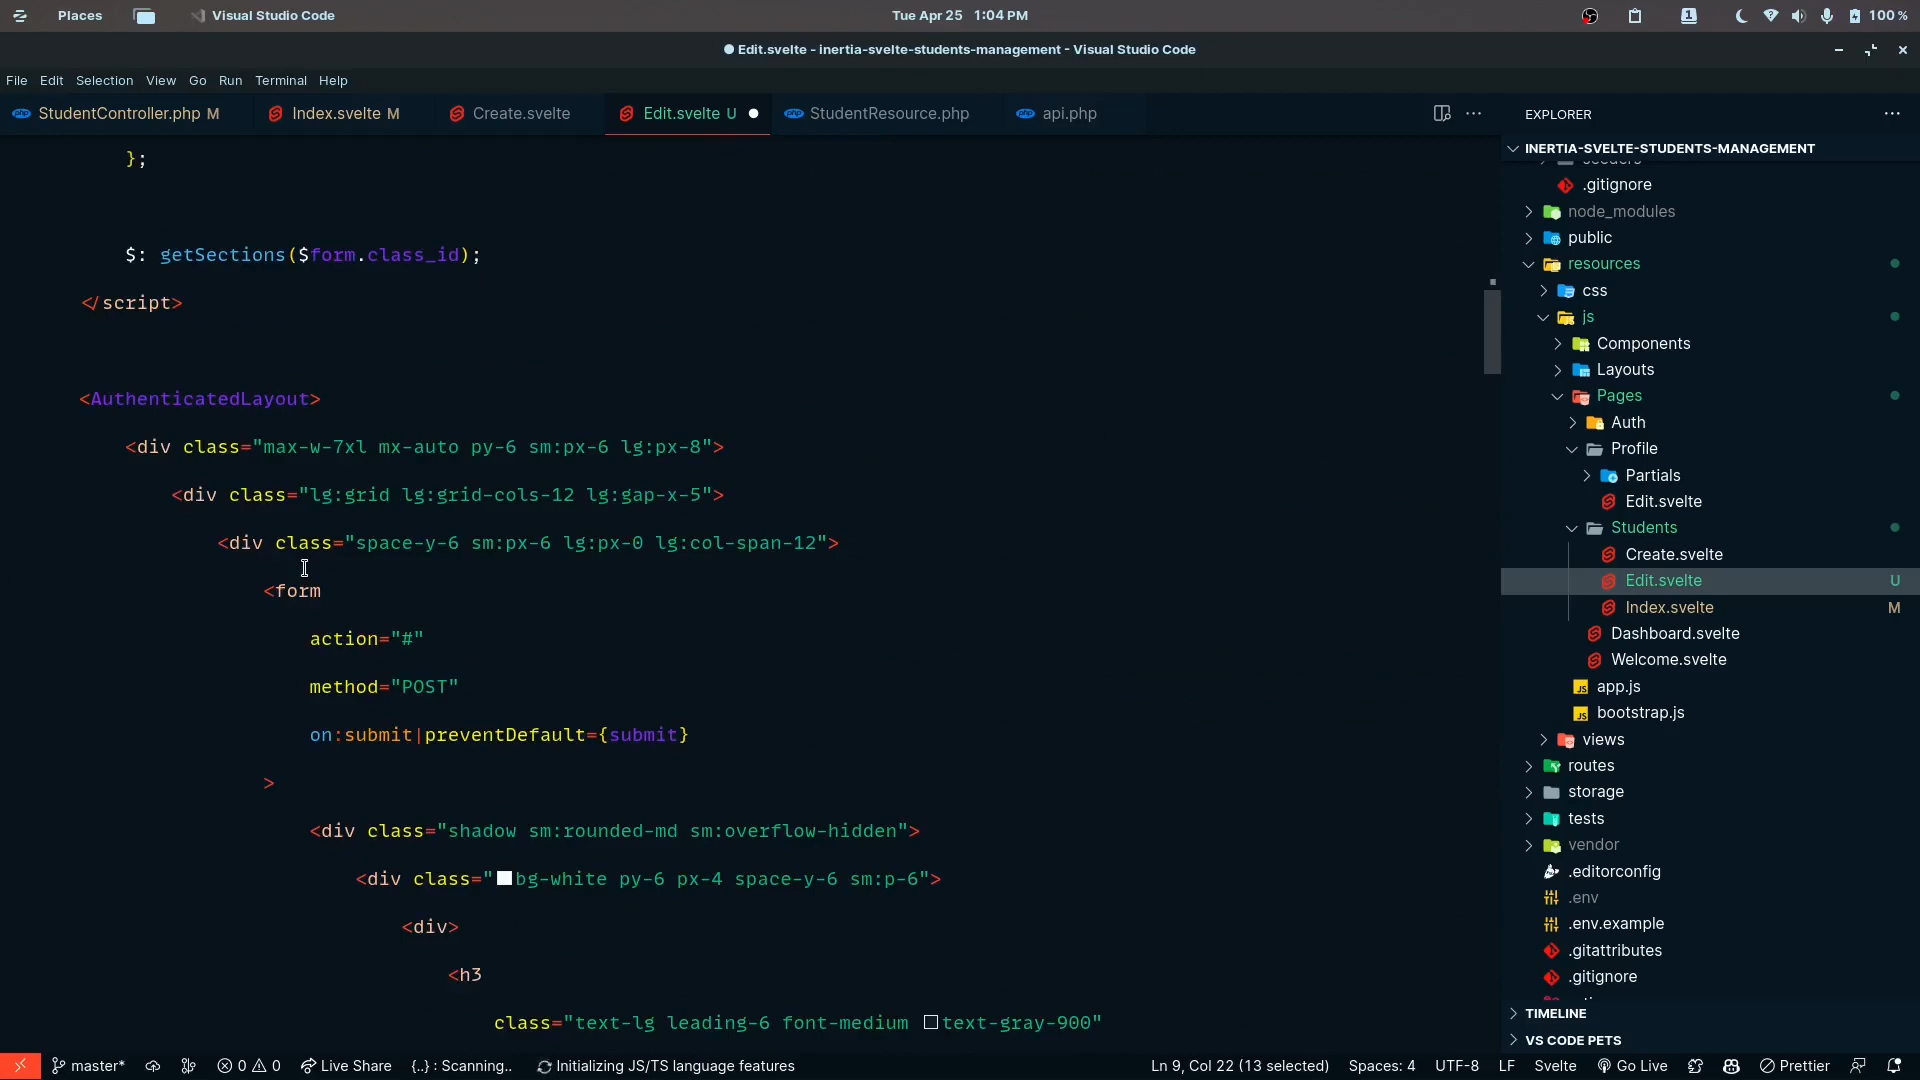 Places
Visual Studio Code
Tue Apr 25 1:04 PM
1
100 %
Edit.svelte - inertia-svelte-students-management - Visual Studio Code
File Edit Selection View Go Run Terminal Help
StudentController.php M
Index.svelte M
Create.svelte
Edit.svelte U
StudentResource.php
api.php
};
$: getSections($form.class_id);
</script>
<AuthenticatedLayout>
<div class="max-w-7xl mx-auto py-6 sm:px-6 lg:px-8">
<div class="lg:grid lg:grid-cols-12 lg:gap-x-5">
<div class="space-y-6 sm:px-6 lg:px-0 lg:col-span-12">
<form
action="#"
method="POST"
on:submit|preventDefault={submit}
>
<div class="shadow sm:rounded-md sm:overflow-hidden">
<div class="bg-white py-6 px-4 space-y-6 sm:p-6">
<div>
<h3
class="text-lg leading-6 font-medium text-gray-900"
EXPLORER
INERTIA-SVELTE-STUDENTS-MANAGEMENT
seeders
.gitignore
node_modules
public
resources
css
js
Components
Layouts
Pages
Auth
Profile
Partials
Edit.svelte
Students
Create.svelte
Edit.svelte U
Index.svelte M
Dashboard.svelte
Welcome.svelte
app.js
bootstrap.js
views
routes
storage
tests
vendor
.editorconfig
.env
.env.example
.gitattributes
.gitignore
TIMELINE
VS CODE PETS
master*
0 0
Live Share
{..} : Scanning..
Initializing JS/TS language features
Ln 9, Col 22 (13 selected)
Spaces: 4
UTF-8
LF
Svelte
Go Live
Prettier